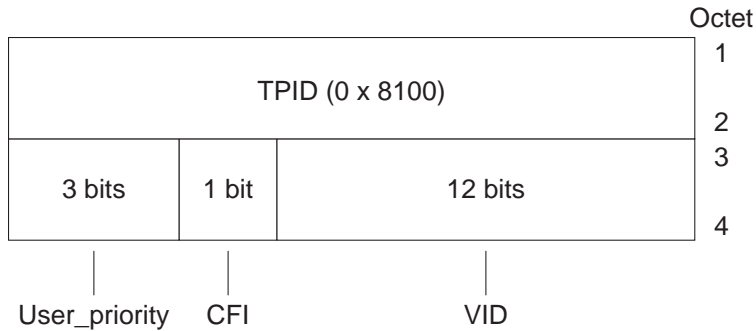 Octet
1
TPID (0 x 8100)
2
3
3 bits 1 bit 12 bits
4
User_priority CFI VID